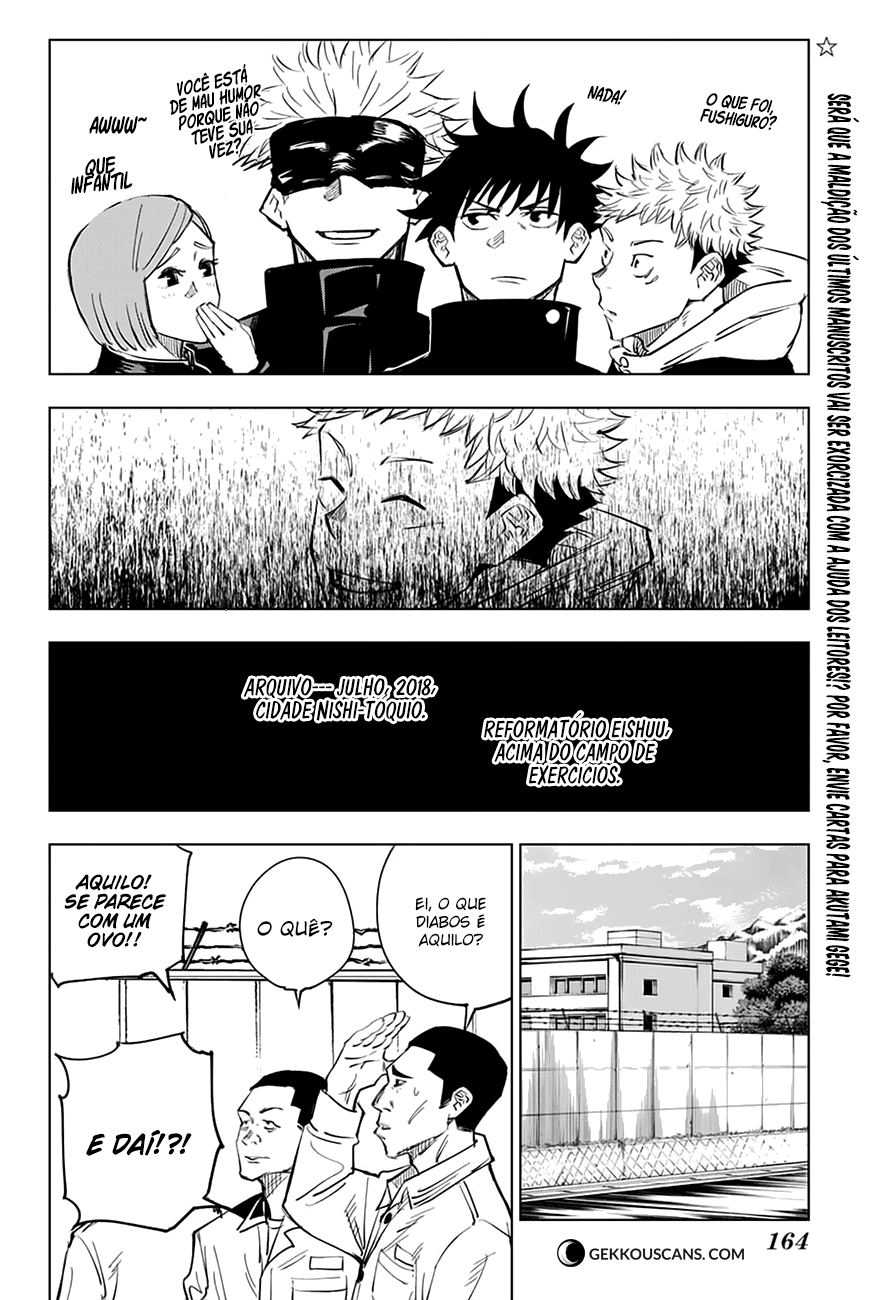 O QUE FOI,
FUSHIGURO?
NADA!
VOCÊ ESTÁ
DE MAU HUMOR
PORQUE NÃO
TEVE SUA
VEZ?
AWWW~
QUE
INFANTIL
SERÁ QUE A MALDIÇÃO DOS ÚLTIMOS MANUSCRITOS VAI SER EXORCIZADA COM A AJUDA DOS LEITORES!? POR FAVOR, ENVIE CARTAS PARA AKUTAMI GEGE!
ARQUIVO--- JULHO, 2018,
CIDADE NISHI-TOQUIO.
REFORMATÓRIO EISHUU,
ACIMA DO CAMPO DE
EXERCÍCIOS.
EI, O QUE
DIABOS É
AQUILO?
O QUÊ?
AQUILO!
SE PARECE
COM UM
OVO!!
E DAÍ!?!
164
GEKKOUSCANS.COM